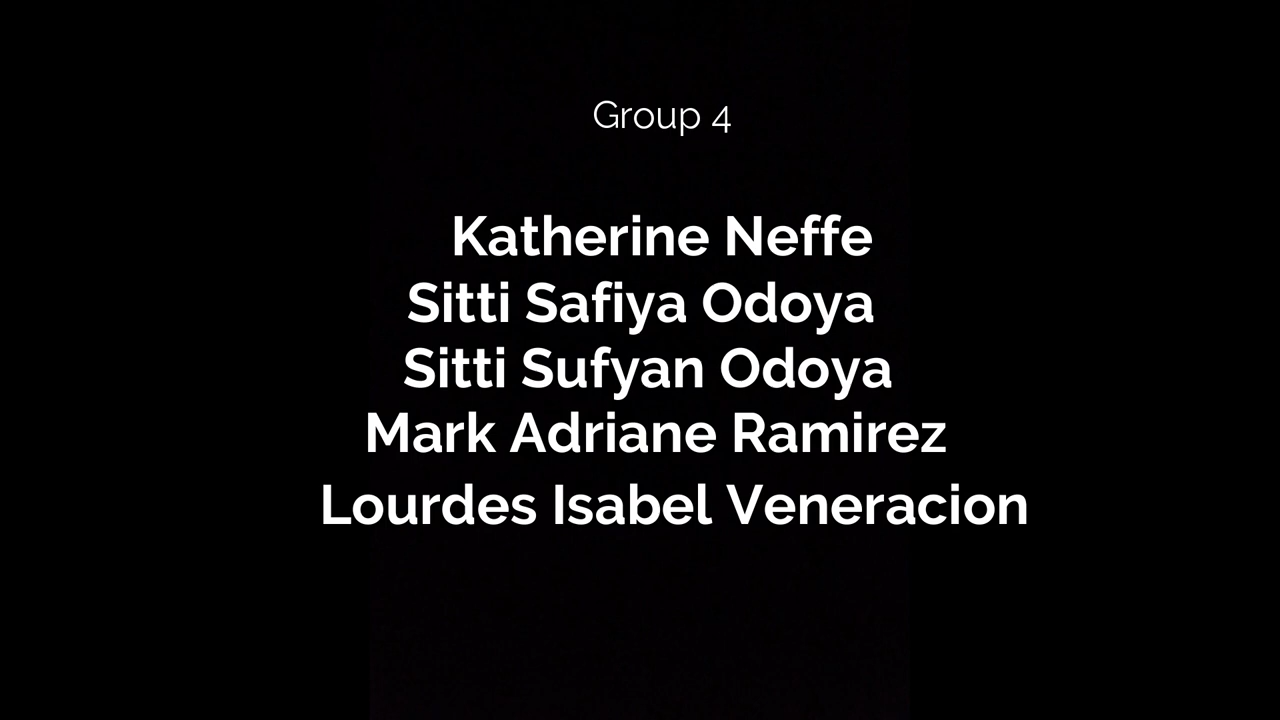 Group 4
Katherine Neffe
Sitti Safiya Odoya
Sitti Sufyan Odoya
Mark Adriane Ramirez
Lourdes Isabel Veneracion